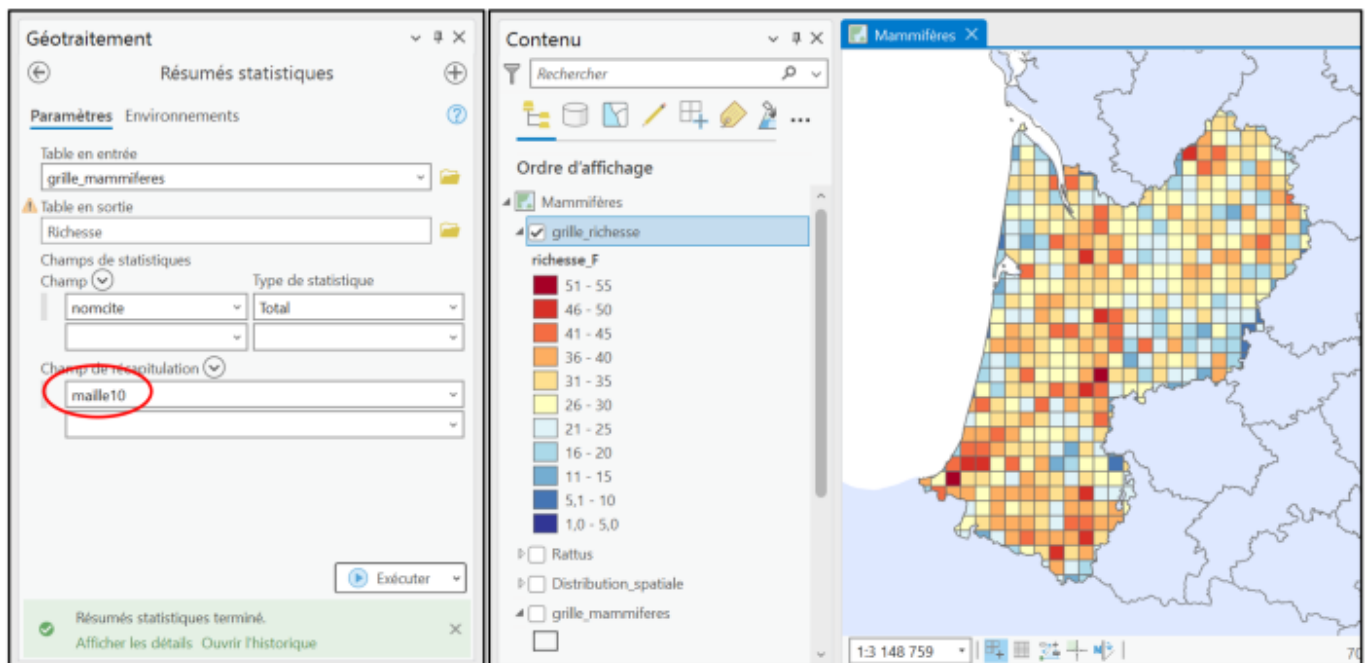 Géotraitement
Résumés statistiques
Paramètres Environnements
Table en entrée
grille_mammiferes
Table en sortie
Richesse
Champs de statistiques
Champ Type de statistique
nomcite Total
Champ de récapitulation
maille10
Exécuter
Résumés statistiques terminé.
Afficher les détails Ouvrir l'historique
Contenu
Rechercher
Ordre d'affichage
Mammifères
grille_richesse
richesse_F
51 - 55
46 - 50
41 - 45
36 - 40
31 - 35
26 - 30
21 - 25
16 - 20
11 - 15
5,1 - 10
1,0 - 5,0
Rattus
Distribution_spatiale
grille_mammiferes
Mammifères
1:3 148 759